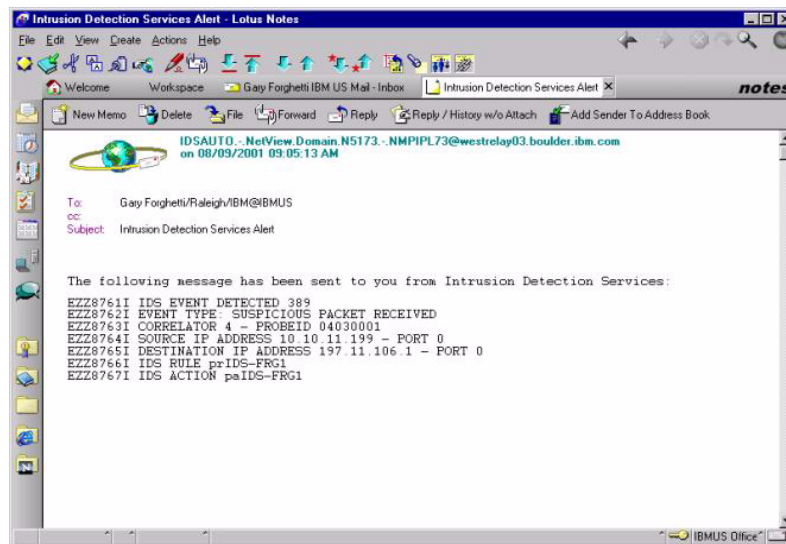 Intrusion Detection Services Alert - Lotus Notes
File Edit View Create Actions Help
Welcome Workspace Gary Forghetti IBM US Mail - Inbox Intrusion Detection Services Alert notes
New Memo Delete File Forward Reply Reply / History w/o Attach Add Sender To Address Book
IDSAUTO.-.NetView.Domain.N5173.-.NMPIPL73@westrelay03.boulder.ibm.com
on 08/09/2001 09:05:13 AM
To: Gary Forghetti/Raleigh/IBM@IBMUS
cc:
Subject: Intrusion Detection Services Alert
The following message has been sent to you from Intrusion Detection Services:
EZZ8761I IDS EVENT DETECTED 389
EZZ8762I EVENT TYPE: SUSPICIOUS PACKET RECEIVED
EZZ8763I CORRELATOR 4 - PROBEID 04030001
EZZ8764I SOURCE IP ADDRESS 10.10.11.199 - PORT 0
EZZ8765I DESTINATION IP ADDRESS 197.11.106.1 - PORT 0
EZZ8766I IDS RULE prIDS-FRG1
EZZ8767I IDS ACTION paIDS-FRG1
IBMUS Office